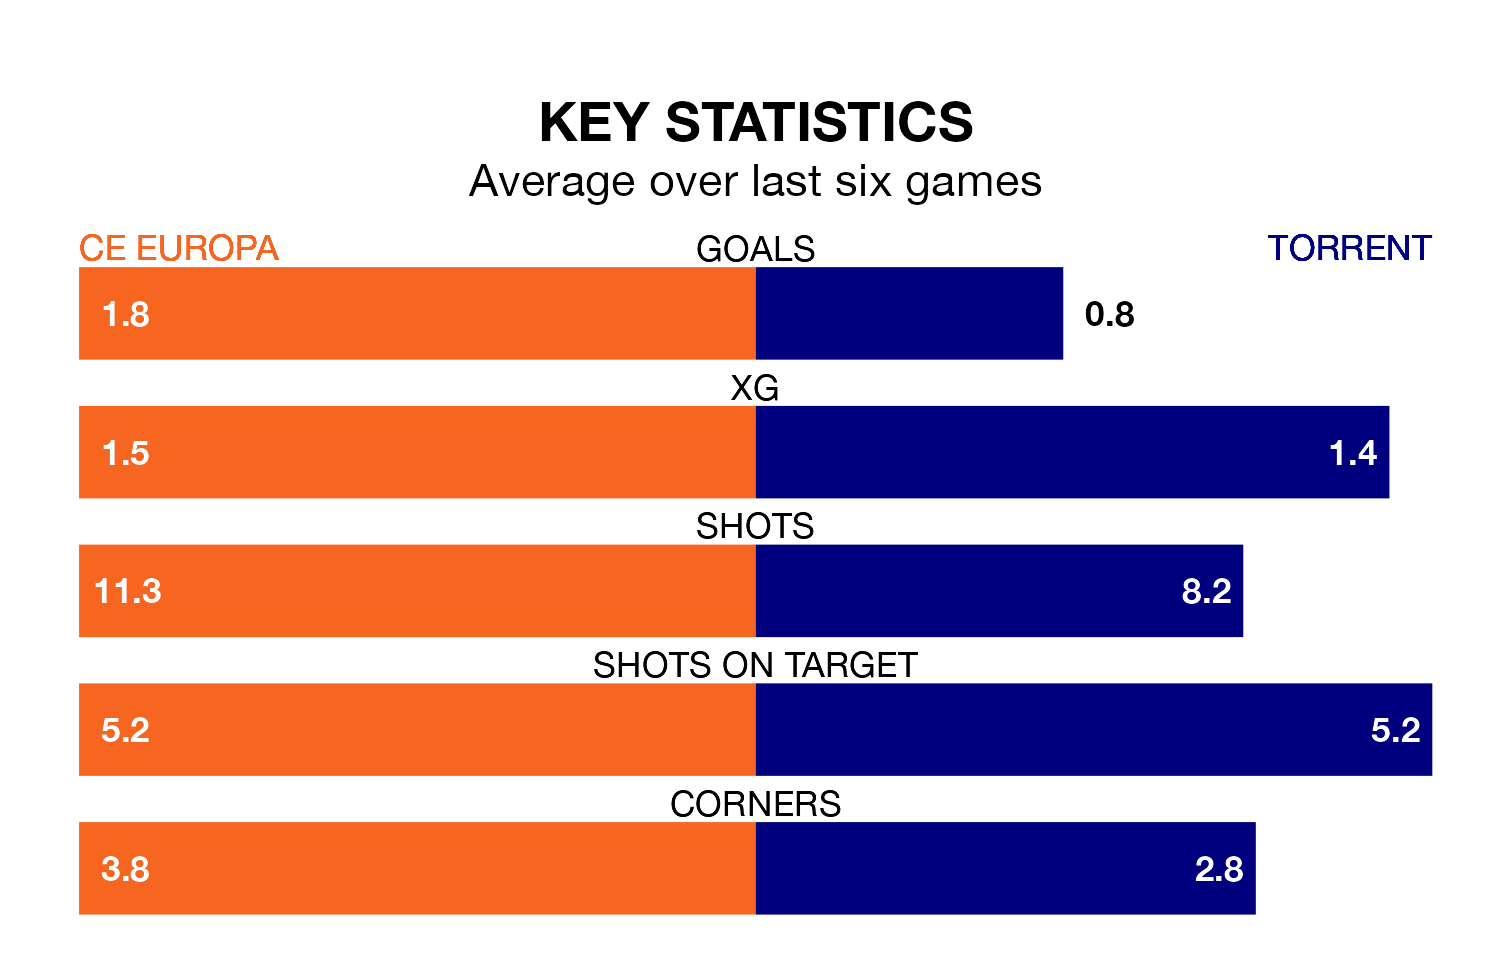 KEY STATISTICS
Average over last six games
CE EUROPA GOALS TORRENT
1.8 0.8
XG
1.5 1.4
SHOTS
11.3 8.2
SHOTS ON TARGET
5.2 5.2
CORNERS
3.8 2.8